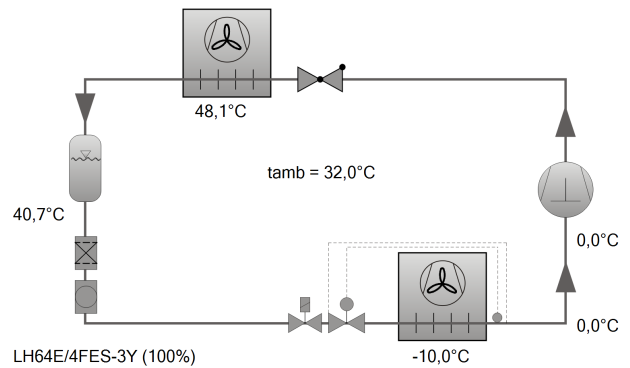 48,1°C
tamb = 32,0°C
40,7°C
0,0°C
0,0°C
LH64E/4FES-3Y (100%)
-10,0°C